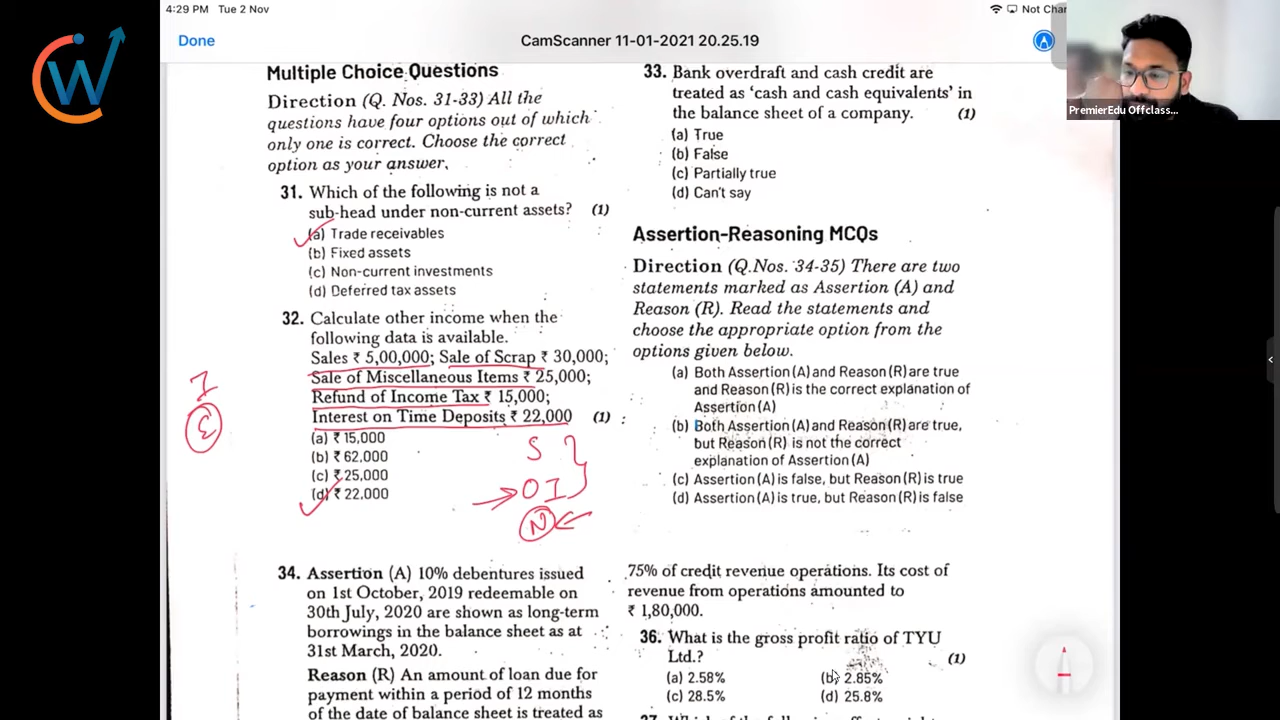 4:29 PM Tue 2 Nov
Not Char
Done
CamScanner 11-01-2021 20.25.19
PremierEdu Offclass...
W
Multiple Choice Questions
Direction (Q. Nos. 31-33) All the
questions have four options out of which
only one is correct. Choose the correct
option as your answer.
31. Which of the following is not a
sub-head under non-current assets? (1)
(a) Trade receivables
(b) Fixed assets
(c) Non-current investments
(d) Deferred tax assets
32. Calculate other income when the
following data is available.
Sales ₹ 5,00,000; Sale of Scrap ₹ 30,000;
Sale of Miscellaneous Items ₹ 25,000;
Refund of Income Tax ₹ 15,000;
Interest on Time Deposits ₹ 22,000 (1)
(a) ₹ 15,000
(b) ₹ 62,000
(c) ₹ 25,000
(d) ₹ 22,000
I
E
S
OI
N
33. Bank overdraft and cash credit are
treated as ‘cash and cash equivalents’ in
the balance sheet of a company. (1)
(a) True
(b) False
(c) Partially true
(d) Can't say
Assertion-Reasoning MCQs
Direction (Q.Nos. 34-35) There are two
statements marked as Assertion (A) and
Reason (R). Read the statements and
choose the appropriate option from the
options given below.
(a) Both Assertion (A) and Reason (R) are true
and Reason (R) is the correct explanation of
Assertion (A)
(b) Both Assertion (A) and Reason (R) are true,
but Reason (R) is not the correct
explanation of Assertion (A)
(c) Assertion (A) is false, but Reason (R) is true
(d) Assertion (A) is true, but Reason (R) is false
34. Assertion (A) 10% debentures issued
on 1st October, 2019 redeemable on
30th July, 2020 are shown as long-term
borrowings in the balance sheet as at
31st March, 2020.
Reason (R) An amount of loan due for
payment within a period of 12 months
of the date of balance sheet is treated as
75% of credit revenue operations. Its cost of
revenue from operations amounted to
₹ 1,80,000.
36. What is the gross profit ratio of TYU
Ltd.? (1)
(a) 2.58%
(b) 2.85%
(c) 28.5%
(d) 25.8%